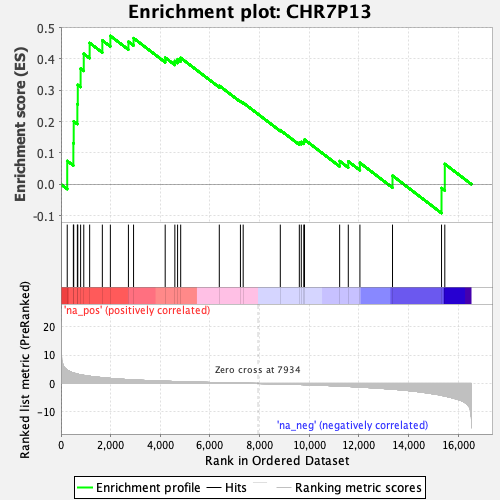 Enrichment plot: CHR7P13
Enrichment score (ES)
0.5
0.4
0.3
0.2
0.1
0.0
-0.1
'na_pos' (positively correlated)
Ranked list metric (PreRanked)
20
10
0
-10
Zero cross at 7934
'na_neg' (negatively correlated)
0 2,000 4,000 6,000 8,000 10,000 12,000 14,000 16,000
Rank in Ordered Dataset
Enrichment profile Hits Ranking metric scores